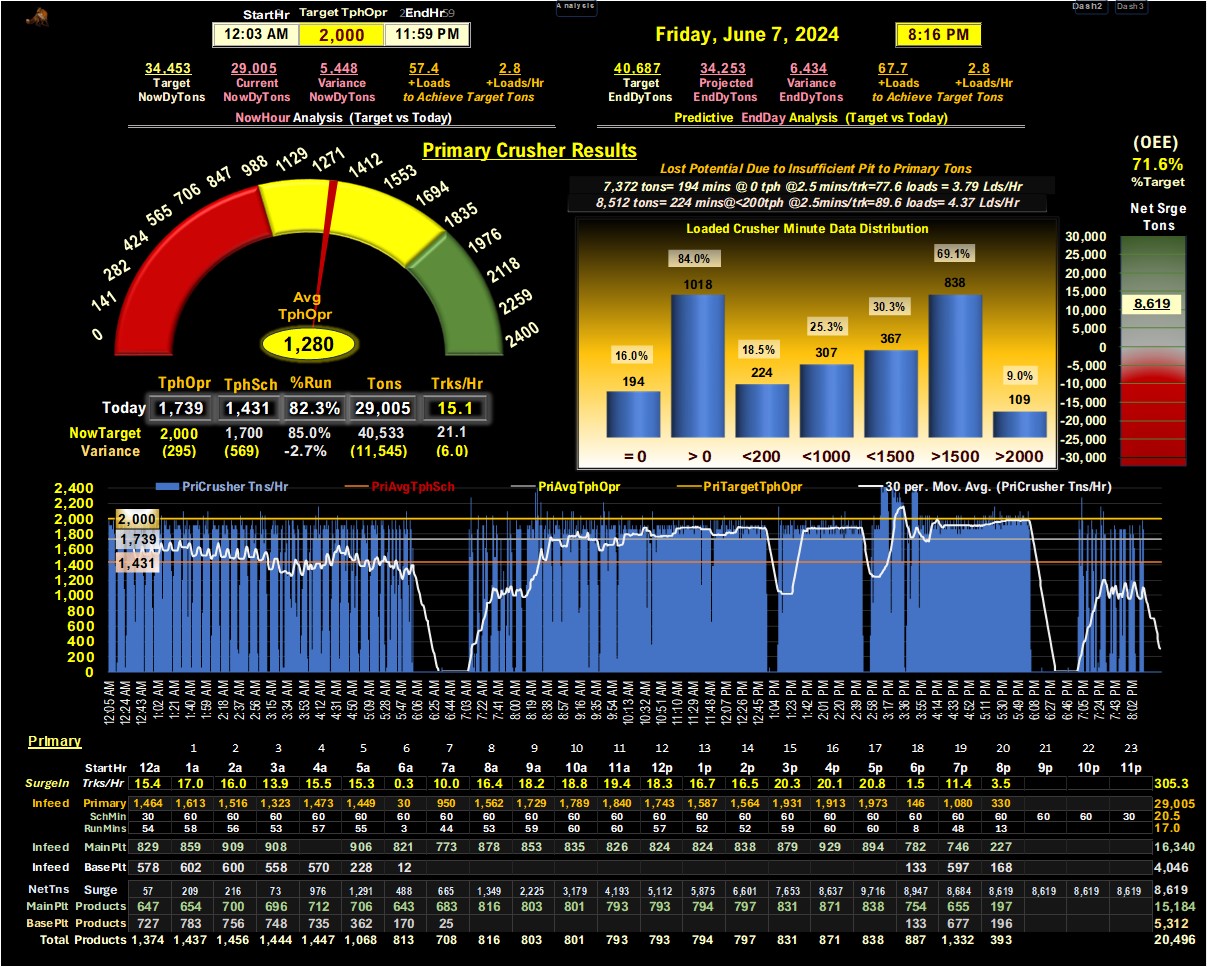 Analysis Dash2 Dash3
StartHr Target TphOpr EndHr
12:03 AM 2,000 11:59 PM
Friday, June 7, 2024 8:16 PM
34,453 29,005 5,448 57.4 2.8
Target Current Variance +Loads +Loads/Hr
NowDyTons NowDyTons NowDyTons to Achieve Target Tons
NowHour Analysis (Target vs Today)
40,687 34,253 6,434 67.7 2.8
Target Projected Variance +Loads +Loads/Hr
EndDyTons EndDyTons EndDyTons to Achieve Target Tons
Predictive EndDay Analysis (Target vs Today)
Primary Crusher Results
0 141 282 424 565 706 847 988 1129 1271 1412 1553 1694 1835 1976 2118 2259 2400
Avg
TphOpr
1,280
TphOpr TphSch %Run Tons Trks/Hr
Today 1,739 1,431 82.3% 29,005 15.1
NowTarget 2,000 1,700 85.0% 40,533 21.1
Variance (295) (569) -2.7% (11,545) (6.0)
Lost Potential Due to Insufficient Pit to Primary Tons
7,372 tons= 194 mins @ 0 tph @2.5 mins/trk=77.6 loads = 3.79 Lds/Hr
8,512 tons= 224 mins@<200tph @2.5mins/trk=89.6 loads= 4.37 Lds/Hr
Loaded Crusher Minute Data Distribution
16.0% 84.0% 18.5% 25.3% 30.3% 69.1% 9.0%
194 1018 224 307 367 838 109
= 0 > 0 <200 <1000 <1500 >1500 >2000
(OEE)
71.6%
%Target
Net Srge
Tons
30,000
25,000
20,000
15,000
10,000
5,000
0
-5,000
-10,000
-15,000
-20,000
-25,000
-30,000
8,619
PriCrusher Tns/Hr PriAvgTphSch PriAvgTphOpr PriTargetTphOpr 30 per. Mov. Avg. (PriCrusher Tns/Hr)
2,400
2,200
2,000
1,800
1,600
1,400
1,200
1,000
800
600
400
200
0
2,000
1,739
1,431
12:05 AM 12:24 AM 12:43 AM 1:02 AM 1:21 AM 1:40 AM 1:59 AM 2:18 AM 2:37 AM 2:56 AM 3:15 AM 3:34 AM 3:53 AM 4:12 AM 4:31 AM 4:50 AM 5:09 AM 5:28 AM 5:47 AM 6:06 AM 6:25 AM 6:44 AM 7:03 AM 7:22 AM 7:41 AM 8:00 AM 8:19 AM 8:38 AM 8:57 AM 9:16 AM 9:35 AM 9:54 AM 10:13 AM 10:32 AM 10:51 AM 11:10 AM 11:29 AM 11:48 AM 12:07 PM 12:26 PM 12:45 PM 1:04 PM 1:23 PM 1:42 PM 2:01 PM 2:20 PM 2:39 PM 2:58 PM 3:17 PM 3:36 PM 3:55 PM 4:14 PM 4:33 PM 4:52 PM 5:11 PM 5:30 PM 5:49 PM 6:08 PM 6:27 PM 6:46 PM 7:05 PM 7:24 PM 7:43 PM 8:02 PM
Primary 1 2 3 4 5 6 7 8 9 10 11 12 13 14 15 16 17 18 19 20 21 22 23
StartHr 12a 1a 2a 3a 4a 5a 6a 7a 8a 9a 10a 11a 12p 1p 2p 3p 4p 5p 6p 7p 8p 9p 10p 11p
SurgeIn Trks/Hr 15.4 17.0 16.0 13.9 15.5 15.3 0.3 10.0 16.4 18.2 18.8 19.4 18.3 16.7 16.5 20.3 20.1 20.8 1.5 11.4 3.5 305.3
Infeed Primary 1,464 1,613 1,516 1,323 1,473 1,449 30 950 1,562 1,729 1,789 1,840 1,743 1,587 1,564 1,931 1,913 1,973 146 1,080 330 29,005
SchMin 30 60 60 60 60 60 60 60 60 60 60 60 60 60 60 60 60 60 60 60 60 60 60 30 20.5
RunMins 54 58 56 53 57 55 3 44 53 59 60 60 57 52 52 59 60 60 8 48 13 17.0
Infeed MainPlt 829 859 909 908 906 821 773 878 853 835 826 824 824 838 879 929 894 782 746 227 16,340
Infeed BasePlt 578 602 600 558 570 228 12 133 597 168 4,046
NetTns Surge 57 209 216 73 976 1,291 488 665 1,349 2,225 3,179 4,193 5,112 5,875 6,601 7,653 8,637 9,716 8,947 8,684 8,619 8,619 8,619 8,619 8,619
MainPlt Products 647 654 700 696 712 706 643 683 816 803 801 793 793 794 797 831 871 838 754 655 197 15,184
BasePlt Products 727 783 756 748 735 362 170 25 133 677 196 5,312
Total Products 1,374 1,437 1,456 1,444 1,447 1,068 813 708 816 803 801 793 793 794 797 831 871 838 887 1,332 393 20,496